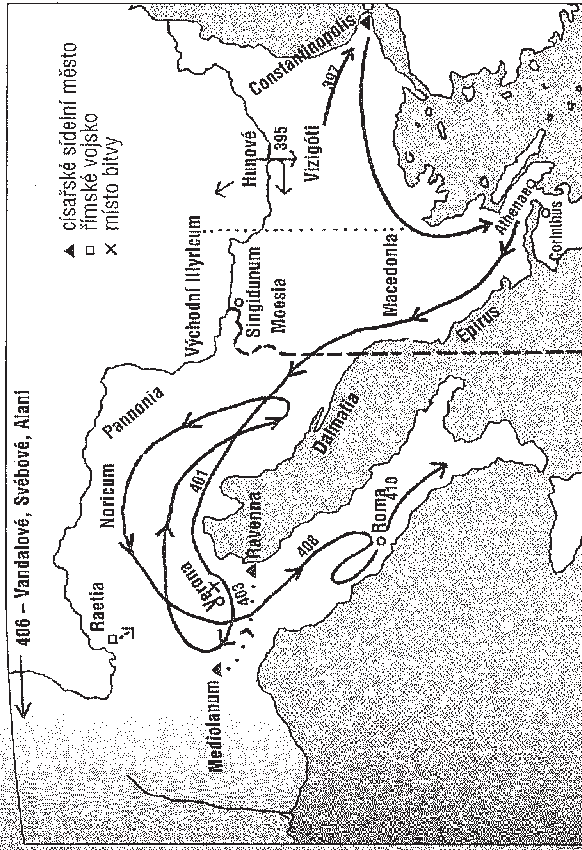 406 – Vandalové, Svébové, Alani
▲ císařské sídelní město
□ římské vojsko
× místo bitvy
Raetia
Noricum
Pannonia
Východní Illyricum
Hunové
395
Vizigóti
397
Constantinopolis
Singidunum
Moesia
Macedonia
Athenae
Corinthus
Epirus
Dalmatia
401
Verona
403
Ravenna
Mediolanum
408
Roma
410